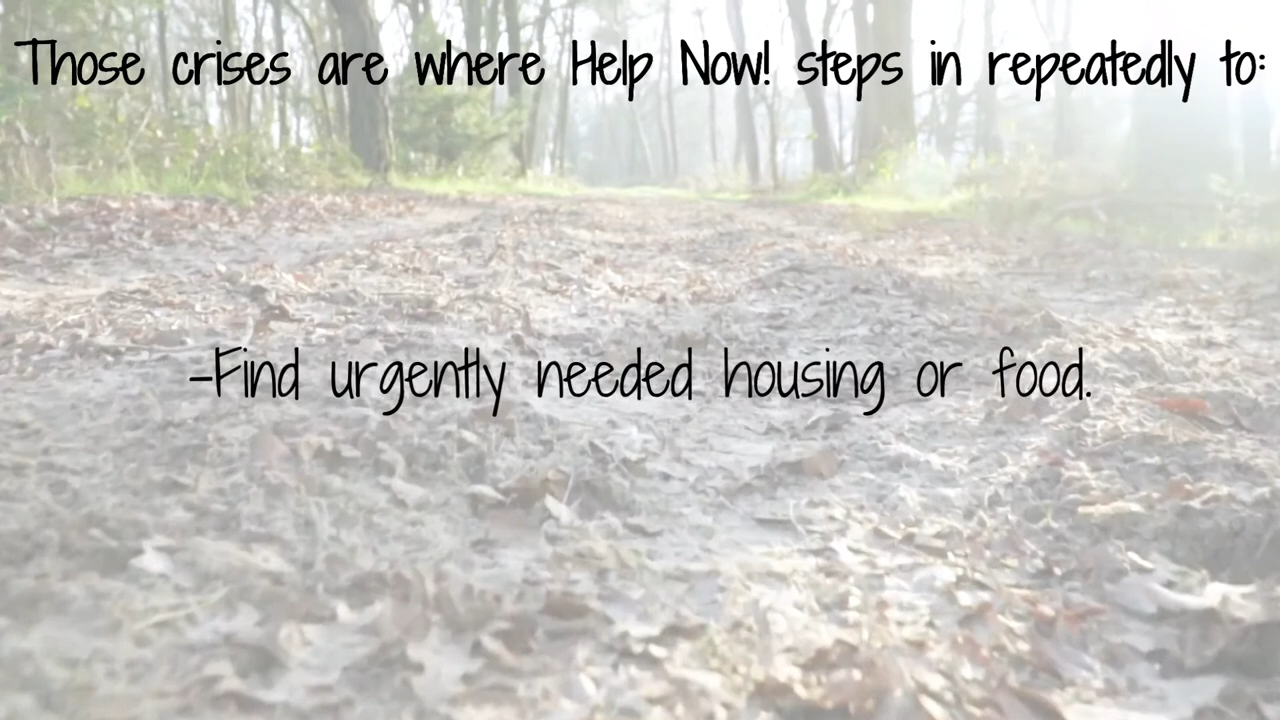 Those crises are where Help Now! steps in repeatedly to:
-Find urgently needed housing or food.